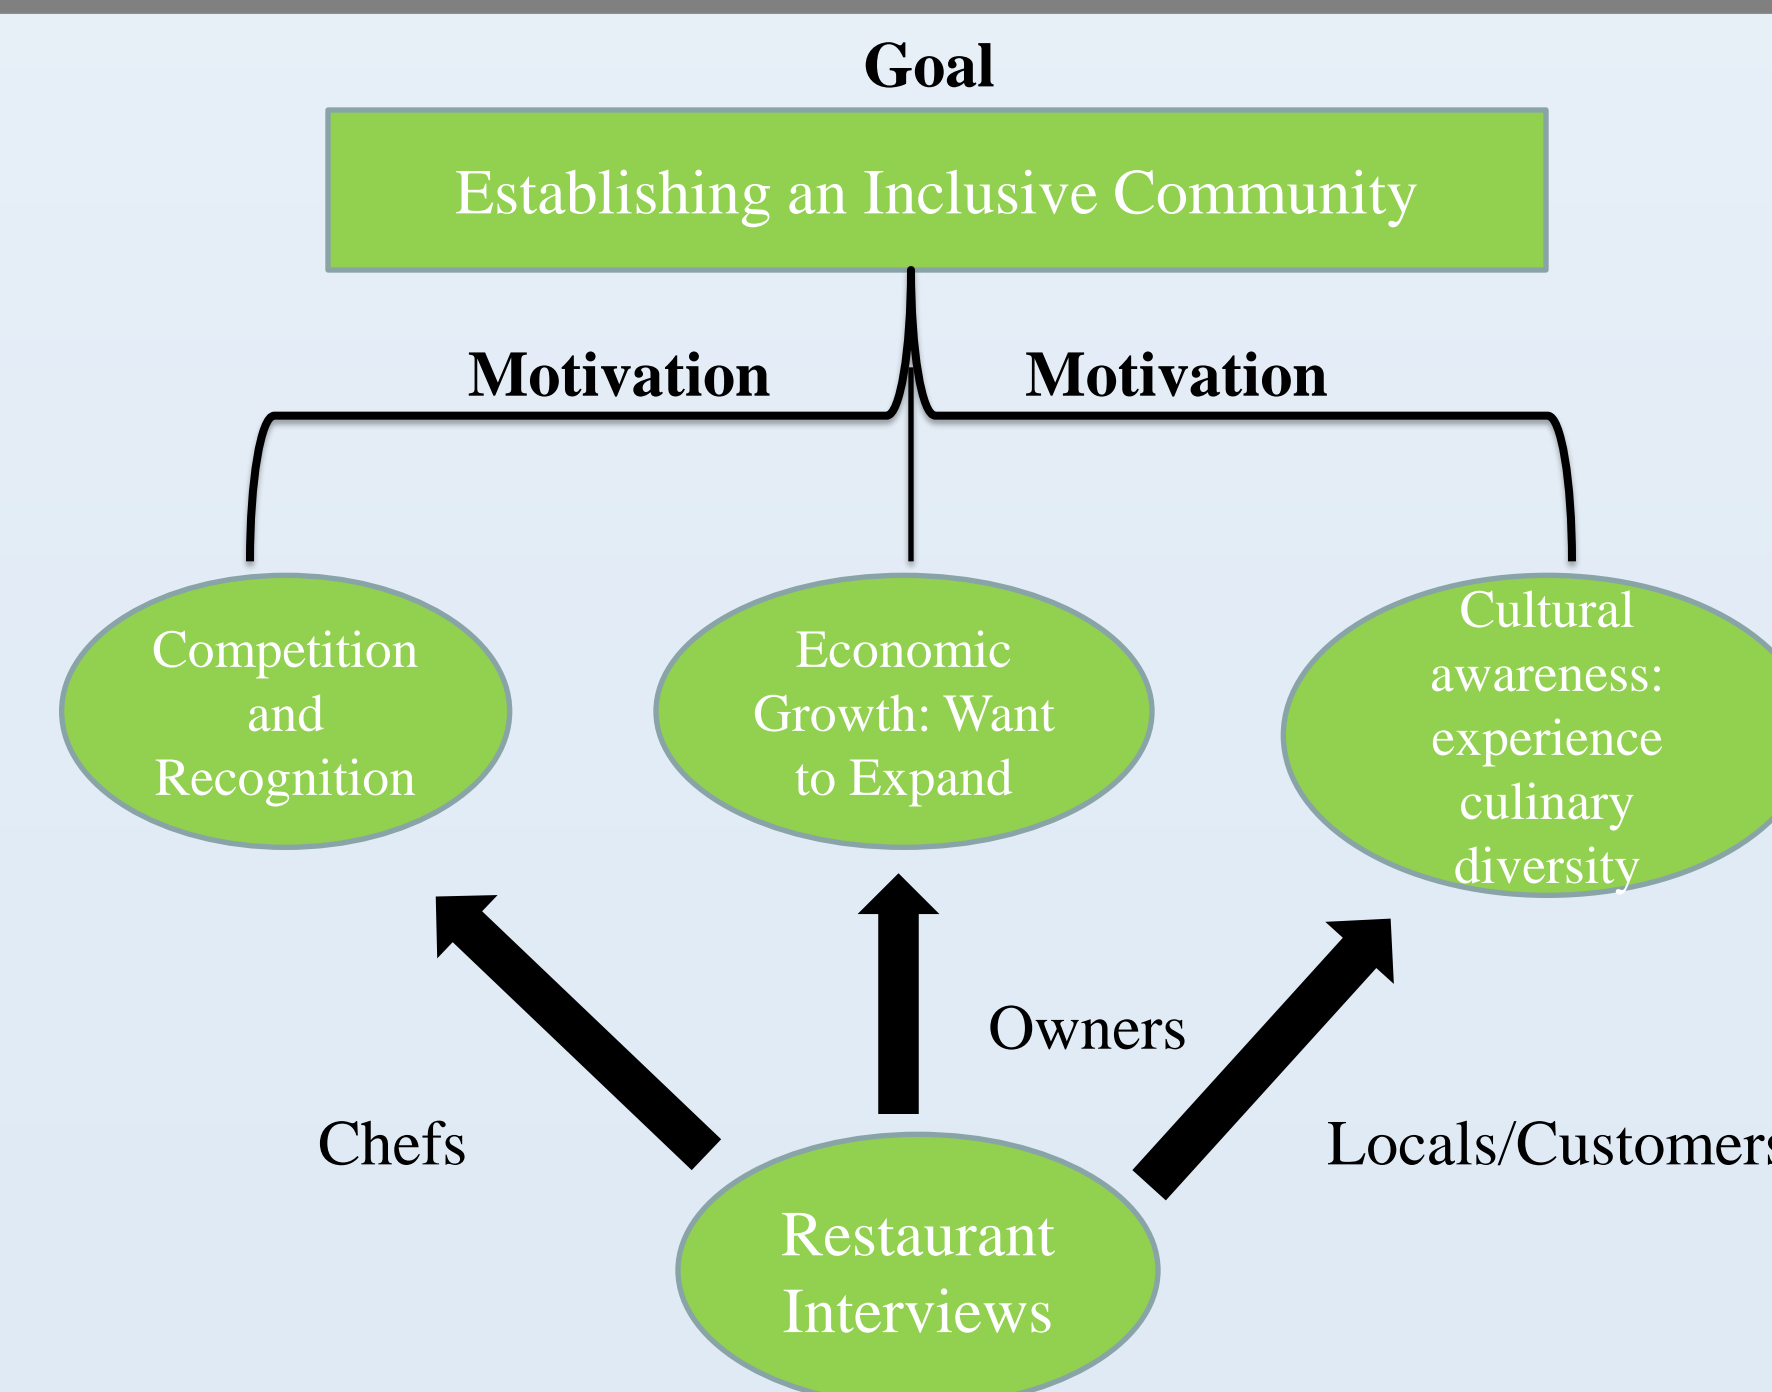 Goal
Establishing an Inclusive Community
Motivation
Motivation
Competition
and
Recognition
Economic
Growth: Want
to Expand
Cultural
awareness:
experience
culinary
diversity
Owners
Chefs
Locals/Customers
Restaurant
Interviews